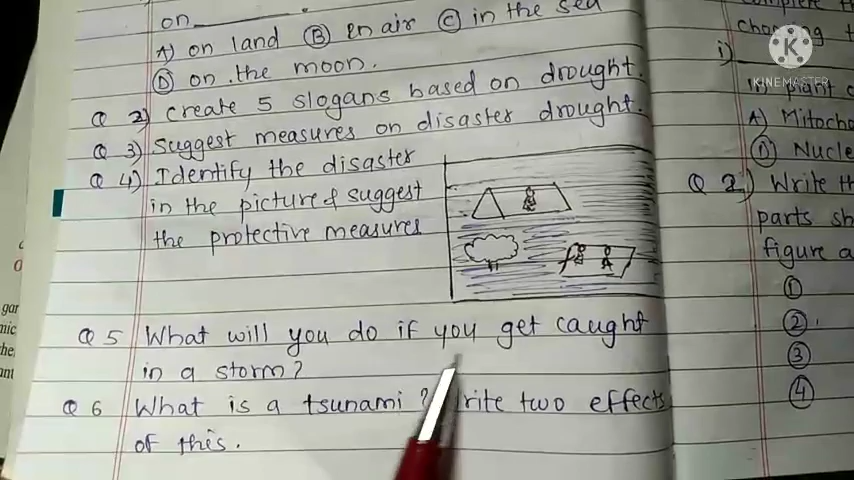 on______.
A) on land B in air C in the sea
D on the moon.
Q 2) create 5 slogans based on drought.
Q 3) suggest measures on disaster drought.
Q 4) Identify the disaster
in the picture & suggest
the protective measures
Q 5 What will you do if you get caught
in a storm?
Q 6 What is a tsunami? Write two effects
of this.
i)
A) Mitocho
D Nucle
Q 2) Write th
parts sh
figure a
1
2
3
4
KINEMASTER